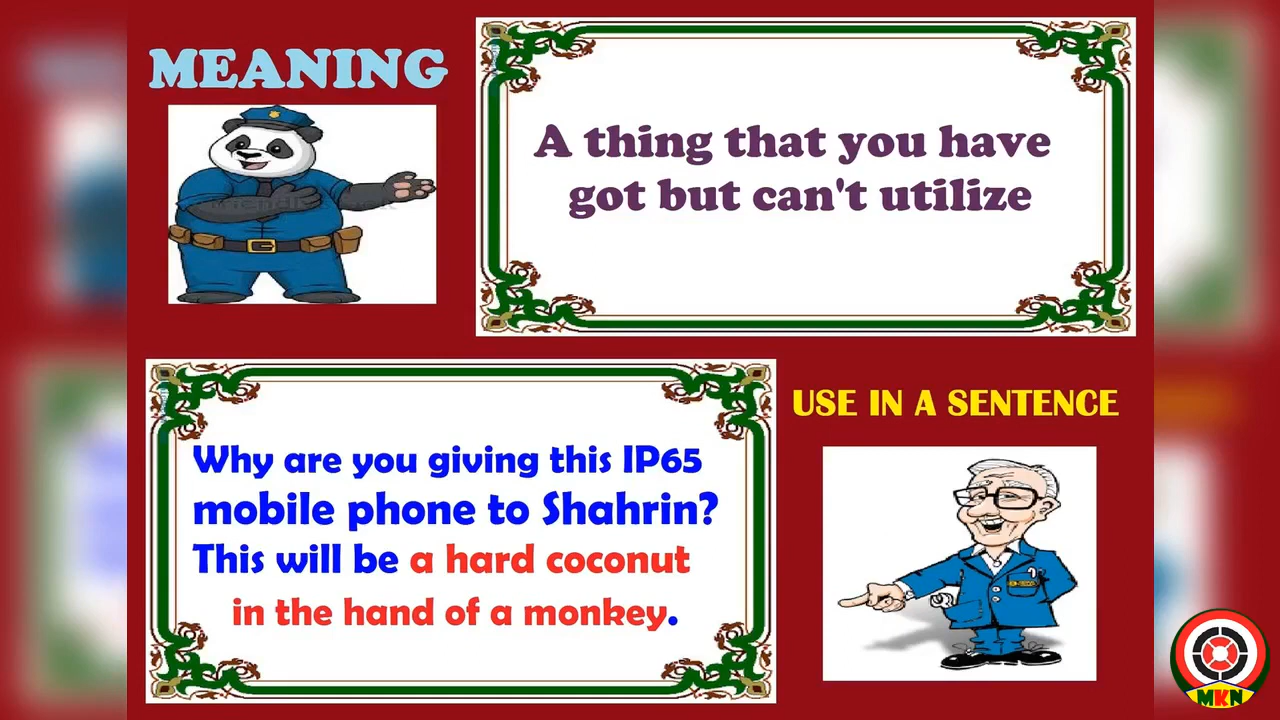 MEANING
A thing that you have
got but can't utilize
Why are you giving this IP65
mobile phone to Shahrin?
This will be a hard coconut
in the hand of a monkey.
USE IN A SENTENCE
MKN